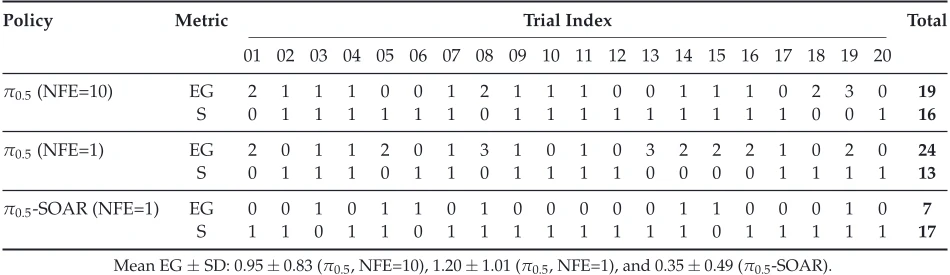 Policy Metric Trial Index Total
01 02 03 04 05 06 07 08 09 10 11 12 13 14 15 16 17 18 19 20
π0.5 (NFE=10) EG 2 1 1 1 0 0 1 2 1 1 1 0 0 1 1 1 0 2 3 0 19
S 0 1 1 1 1 1 1 0 1 1 1 1 1 1 1 1 1 0 0 1 16
π0.5 (NFE=1) EG 2 0 1 1 2 0 1 3 1 0 1 0 3 2 2 2 1 0 2 0 24
S 0 1 1 1 0 1 1 0 1 1 1 1 0 0 0 0 1 1 1 1 13
π0.5-SOAR (NFE=1) EG 0 0 1 0 1 1 0 1 0 0 0 0 0 1 1 0 0 0 1 0 7
S 1 1 0 1 1 0 1 1 1 1 1 1 1 1 0 1 1 1 1 1 17
Mean EG ± SD: 0.95 ± 0.83 (π0.5, NFE=10), 1.20 ± 1.01 (π0.5, NFE=1), and 0.35 ± 0.49 (π0.5-SOAR).